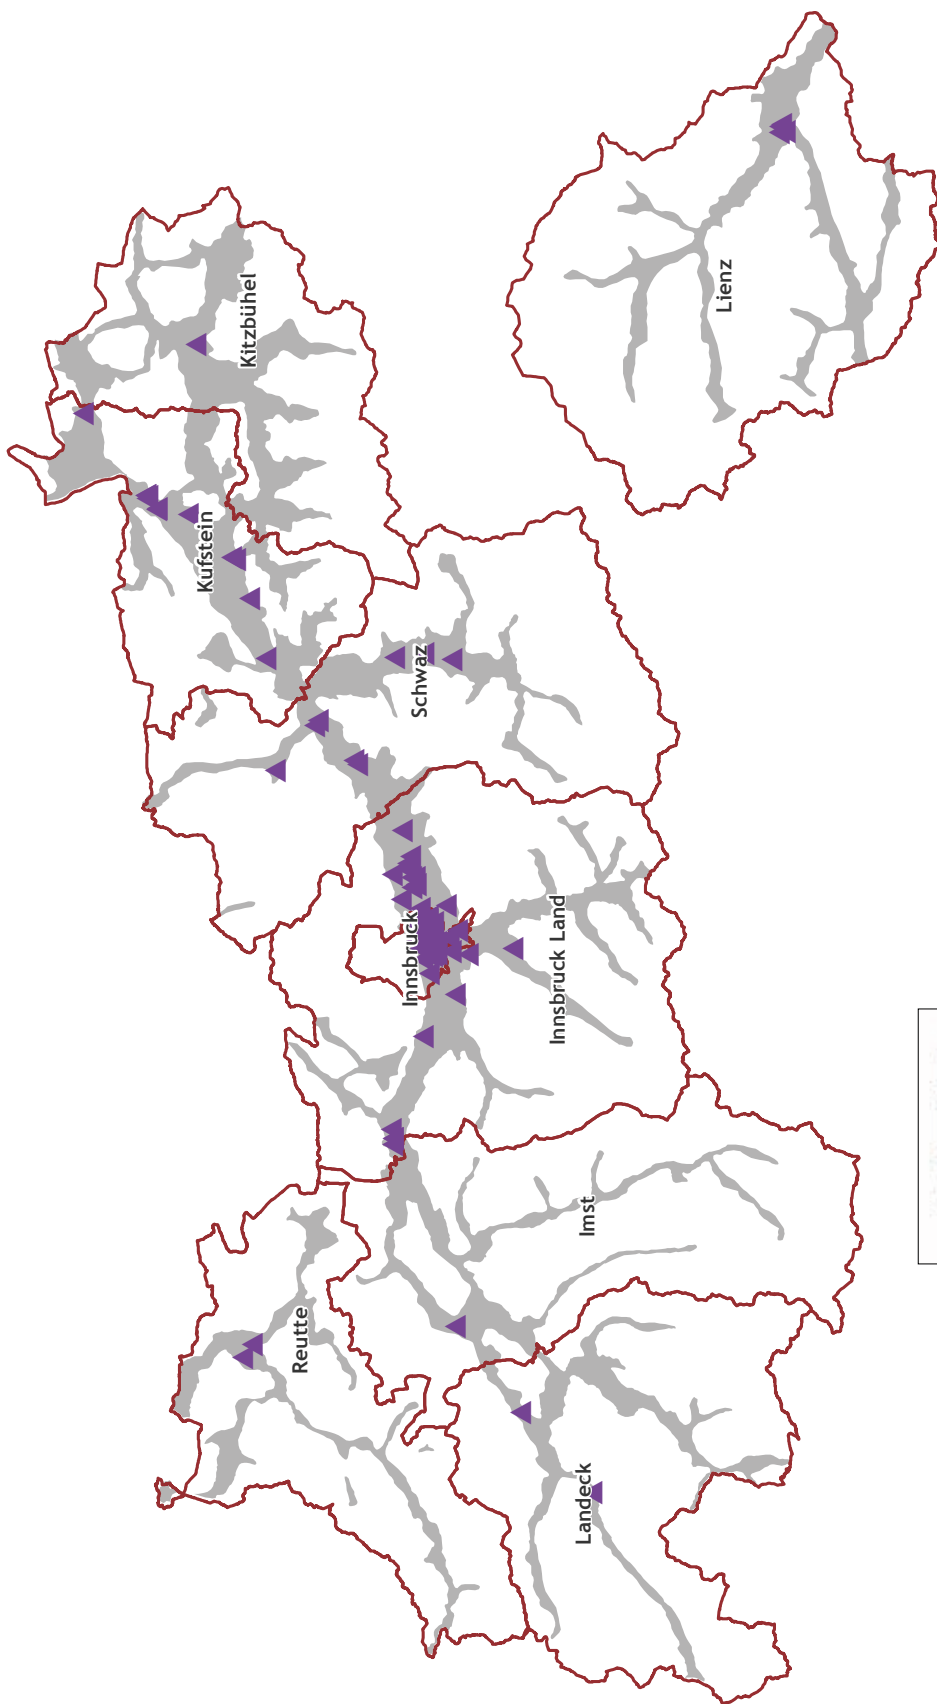 Reutte
Landeck
Imst
Innsbruck
Innsbruck Land
Schwaz
Kufstein
Kitzbühel
Lienz